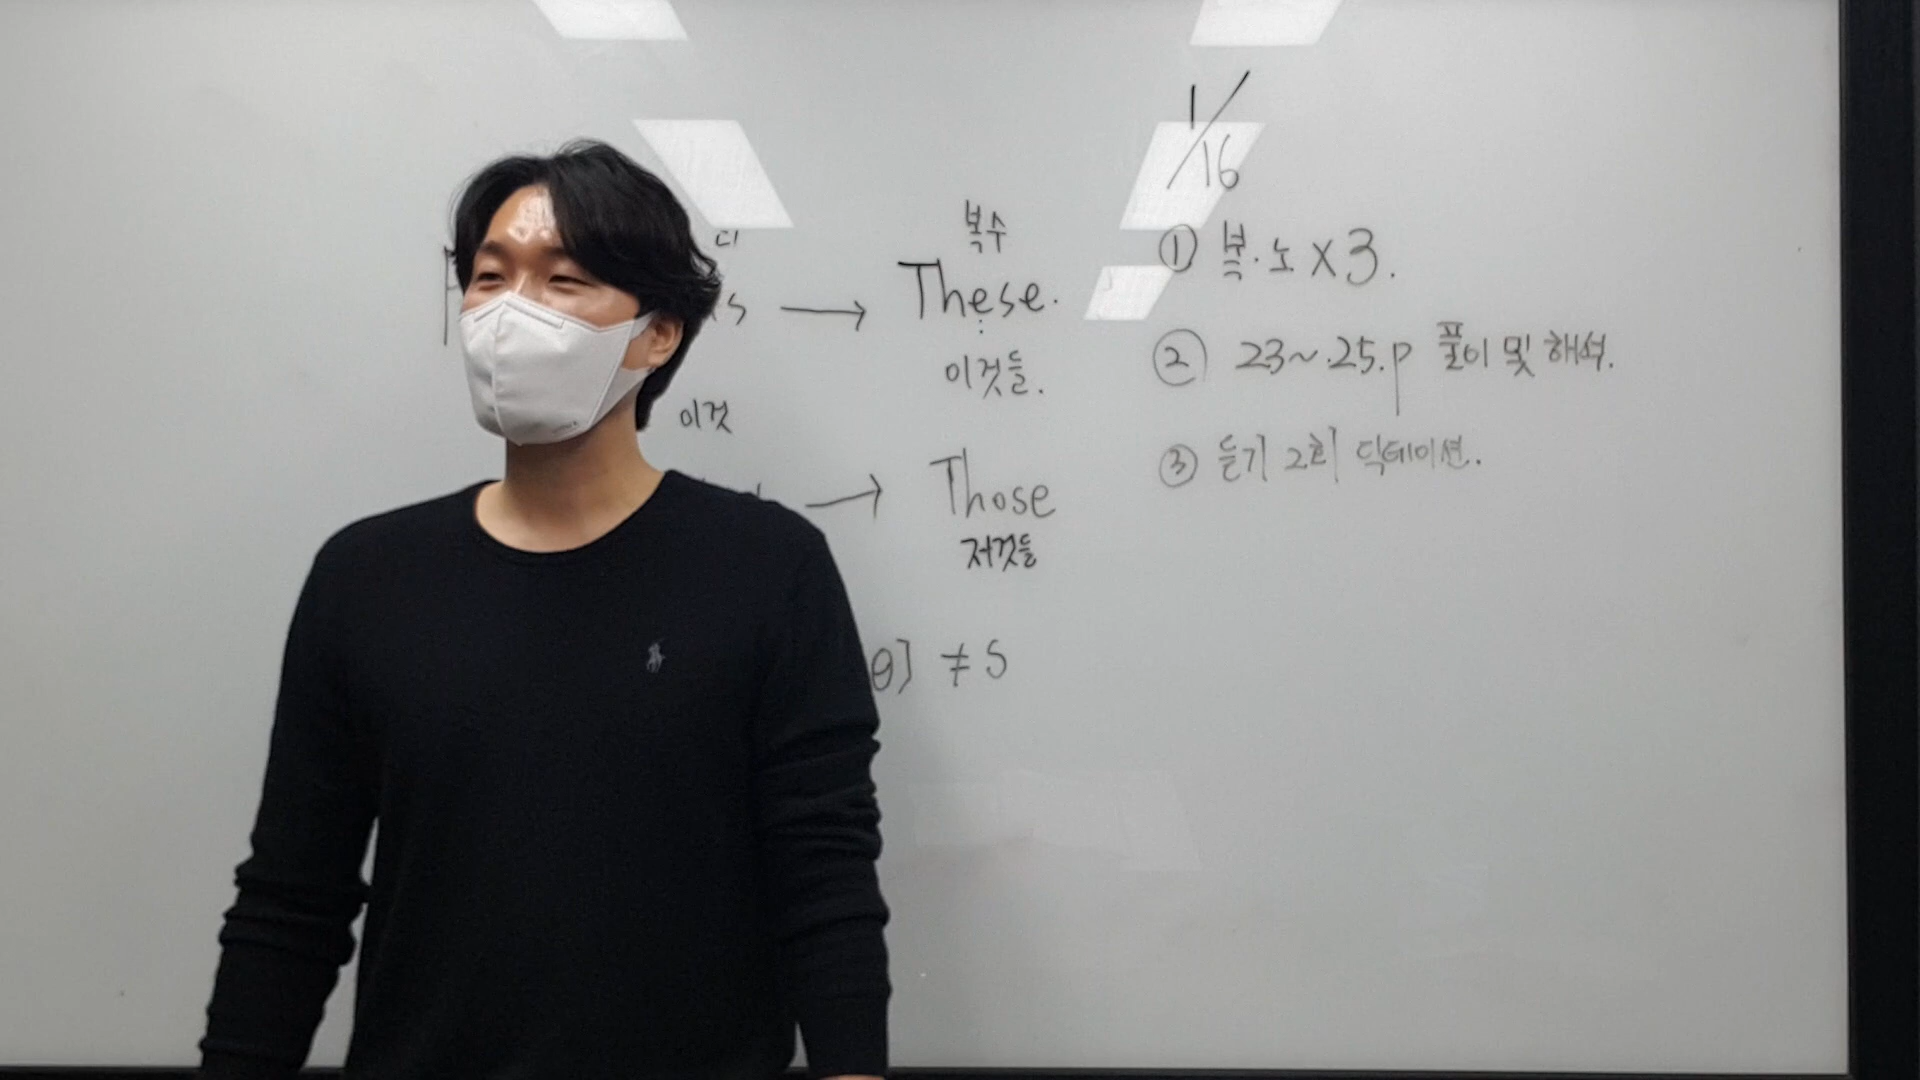 복수
s → These.
이것들.
이것
→ Those
저것들
θ] ≠ S
1/16
① 복·노 x 3.
② 23~25.p 풀이 및 해석.
③ 듣기 2회 딕테이션.